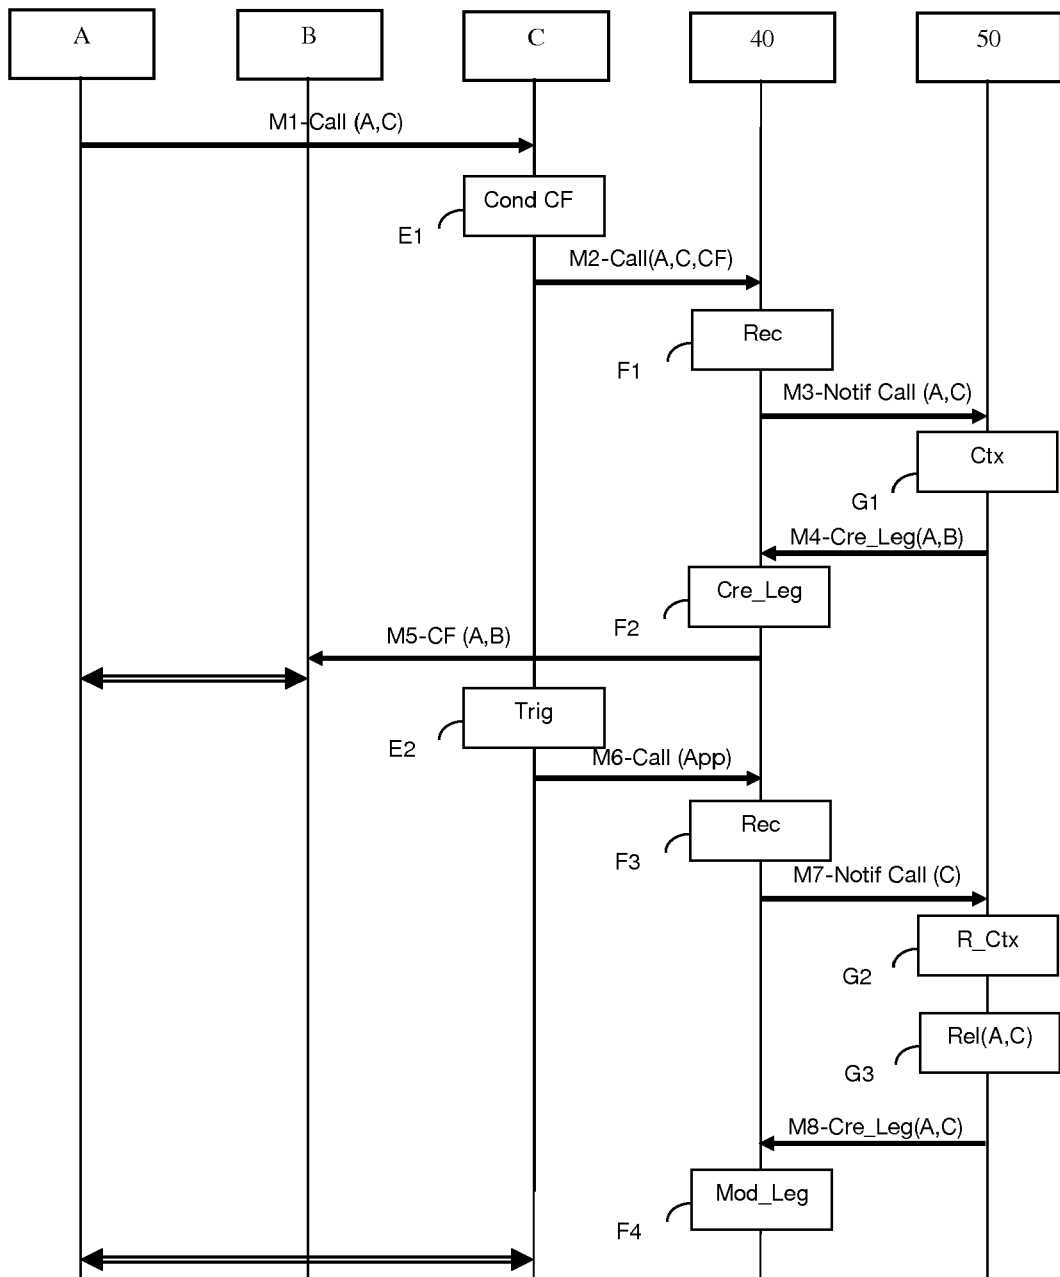 A
B
C
40
50
M1-Call (A,C)
Cond CF
E1
M2-Call(A,C,CF)
Rec
F1
M3-Notif Call (A,C)
Ctx
G1
M4-Cre_Leg(A,B)
Cre_Leg
F2
M5-CF (A,B)
Trig
E2
M6-Call (App)
Rec
F3
M7-Notif Call (C)
R_Ctx
G2
Rel(A,C)
G3
M8-Cre_Leg(A,C)
Mod_Leg
F4